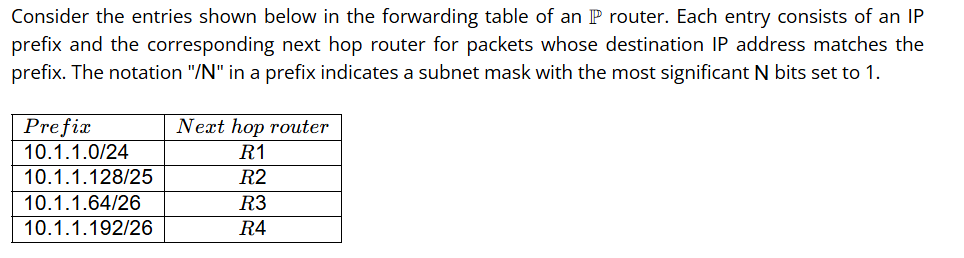 Consider the entries shown below in the forwarding table of an ℙ router. Each entry consists of an IP
prefix and the corresponding next hop router for packets whose destination IP address matches the
prefix. The notation "/N" in a prefix indicates a subnet mask with the most significant N bits set to 1.
Prefix Next hop router
10.1.1.0/24 R1
10.1.1.128/25 R2
10.1.1.64/26 R3
10.1.1.192/26 R4